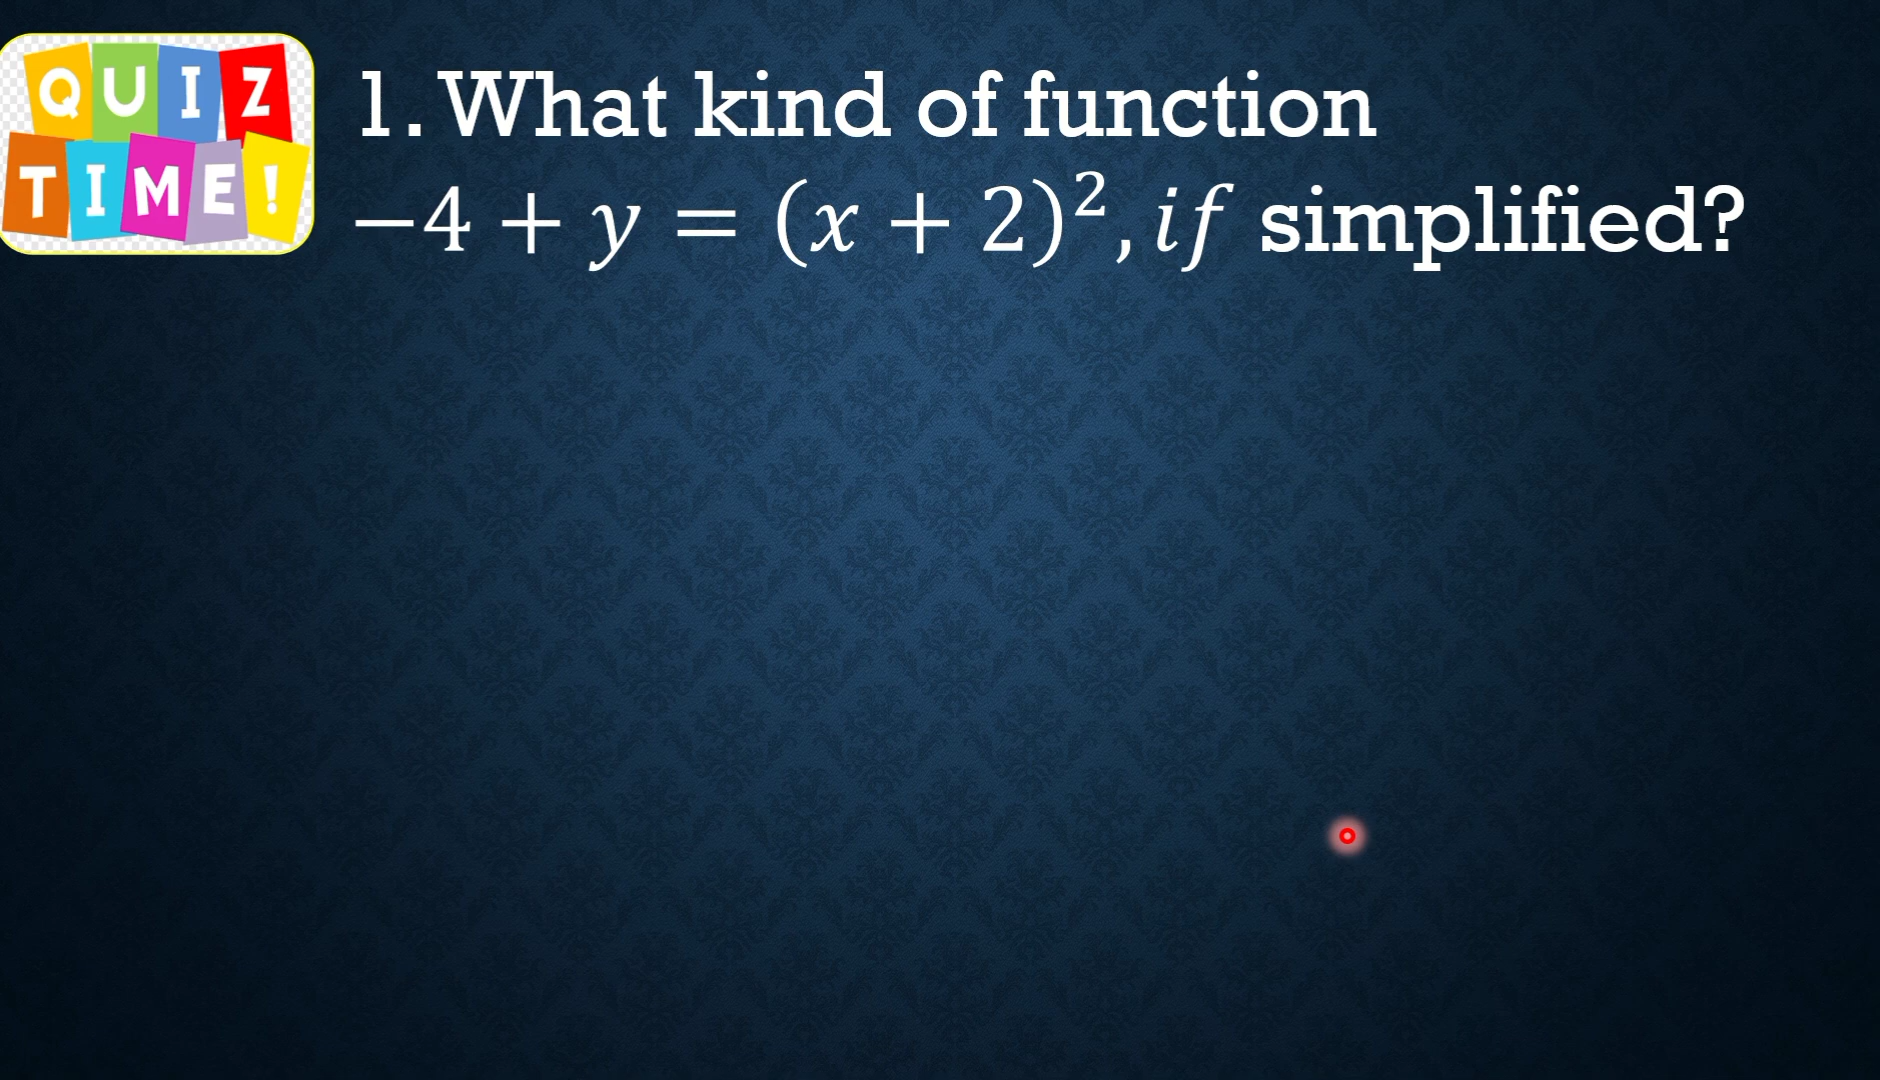 QUIZ
TIME!
1. What kind of function
−4 + 𝑦 = (𝑥 + 2)², 𝑖𝑓 simplified?